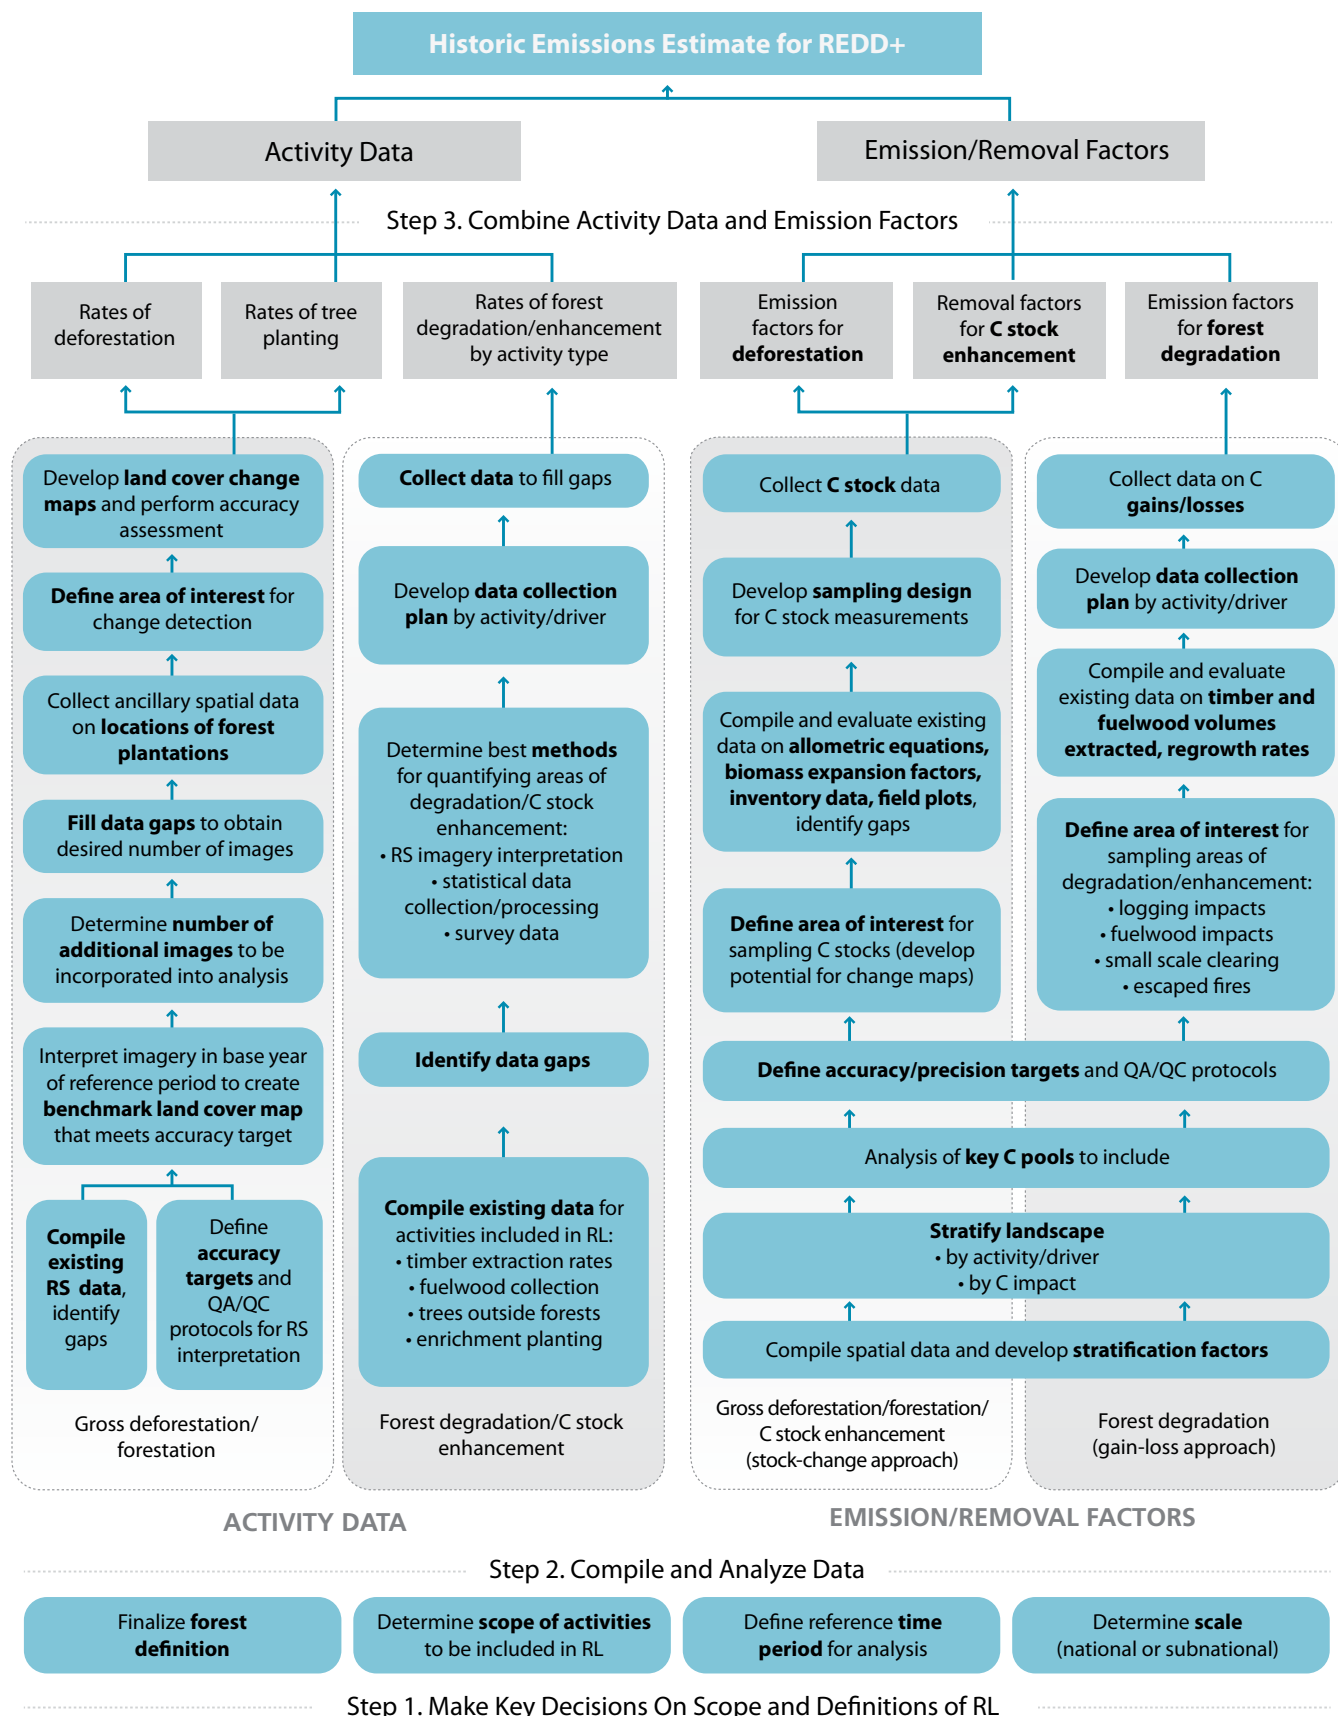 Historic Emissions Estimate for REDD+
Activity Data
Emission/Removal Factors
Step 3. Combine Activity Data and Emission Factors
Rates of
deforestation
Rates of tree
planting
Rates of forest
degradation/enhancement
by activity type
Emission
factors for
deforestation
Removal factors
for C stock
enhancement
Emission factors
for forest
degradation
Develop land cover change
maps and perform accuracy
assessment
Define area of interest for
change detection
Collect ancillary spatial data
on locations of forest
plantations
Fill data gaps to obtain
desired number of images
Determine number of
additional images to be
incorporated into analysis
Interpret imagery in base year
of reference period to create
benchmark land cover map
that meets accuracy target
Compile
existing
RS data,
identify
gaps
Define
accuracy
targets and
QA/QC
protocols for RS
interpretation
Gross deforestation/
forestation
Collect data to fill gaps
Develop data collection
plan by activity/driver
Determine best methods
for quantifying areas of
degradation/C stock
enhancement:
• RS imagery interpretation
• statistical data
collection/processing
• survey data
Identify data gaps
Compile existing data for
activities included in RL:
• timber extraction rates
• fuelwood collection
• trees outside forests
• enrichment planting
Forest degradation/C stock
enhancement
Collect C stock data
Develop sampling design
for C stock measurements
Compile and evaluate existing
data on allometric equations,
biomass expansion factors,
inventory data, field plots,
identify gaps
Define area of interest for
sampling C stocks (develop
potential for change maps)
Collect data on C
gains/losses
Develop data collection
plan by activity/driver
Compile and evaluate
existing data on timber and
fuelwood volumes
extracted, regrowth rates
Define area of interest for
sampling areas of
degradation/enhancement:
• logging impacts
• fuelwood impacts
• small scale clearing
• escaped fires
Define accuracy/precision targets and QA/QC protocols
Analysis of key C pools to include
Stratify landscape
• by activity/driver
• by C impact
Compile spatial data and develop stratification factors
Gross deforestation/forestation/
C stock enhancement
(stock-change approach)
Forest degradation
(gain-loss approach)
ACTIVITY DATA
EMISSION/REMOVAL FACTORS
Step 2. Compile and Analyze Data
Finalize forest
definition
Determine scope of activities
to be included in RL
Define reference time
period for analysis
Determine scale
(national or subnational)
Step 1. Make Key Decisions On Scope and Definitions of RL